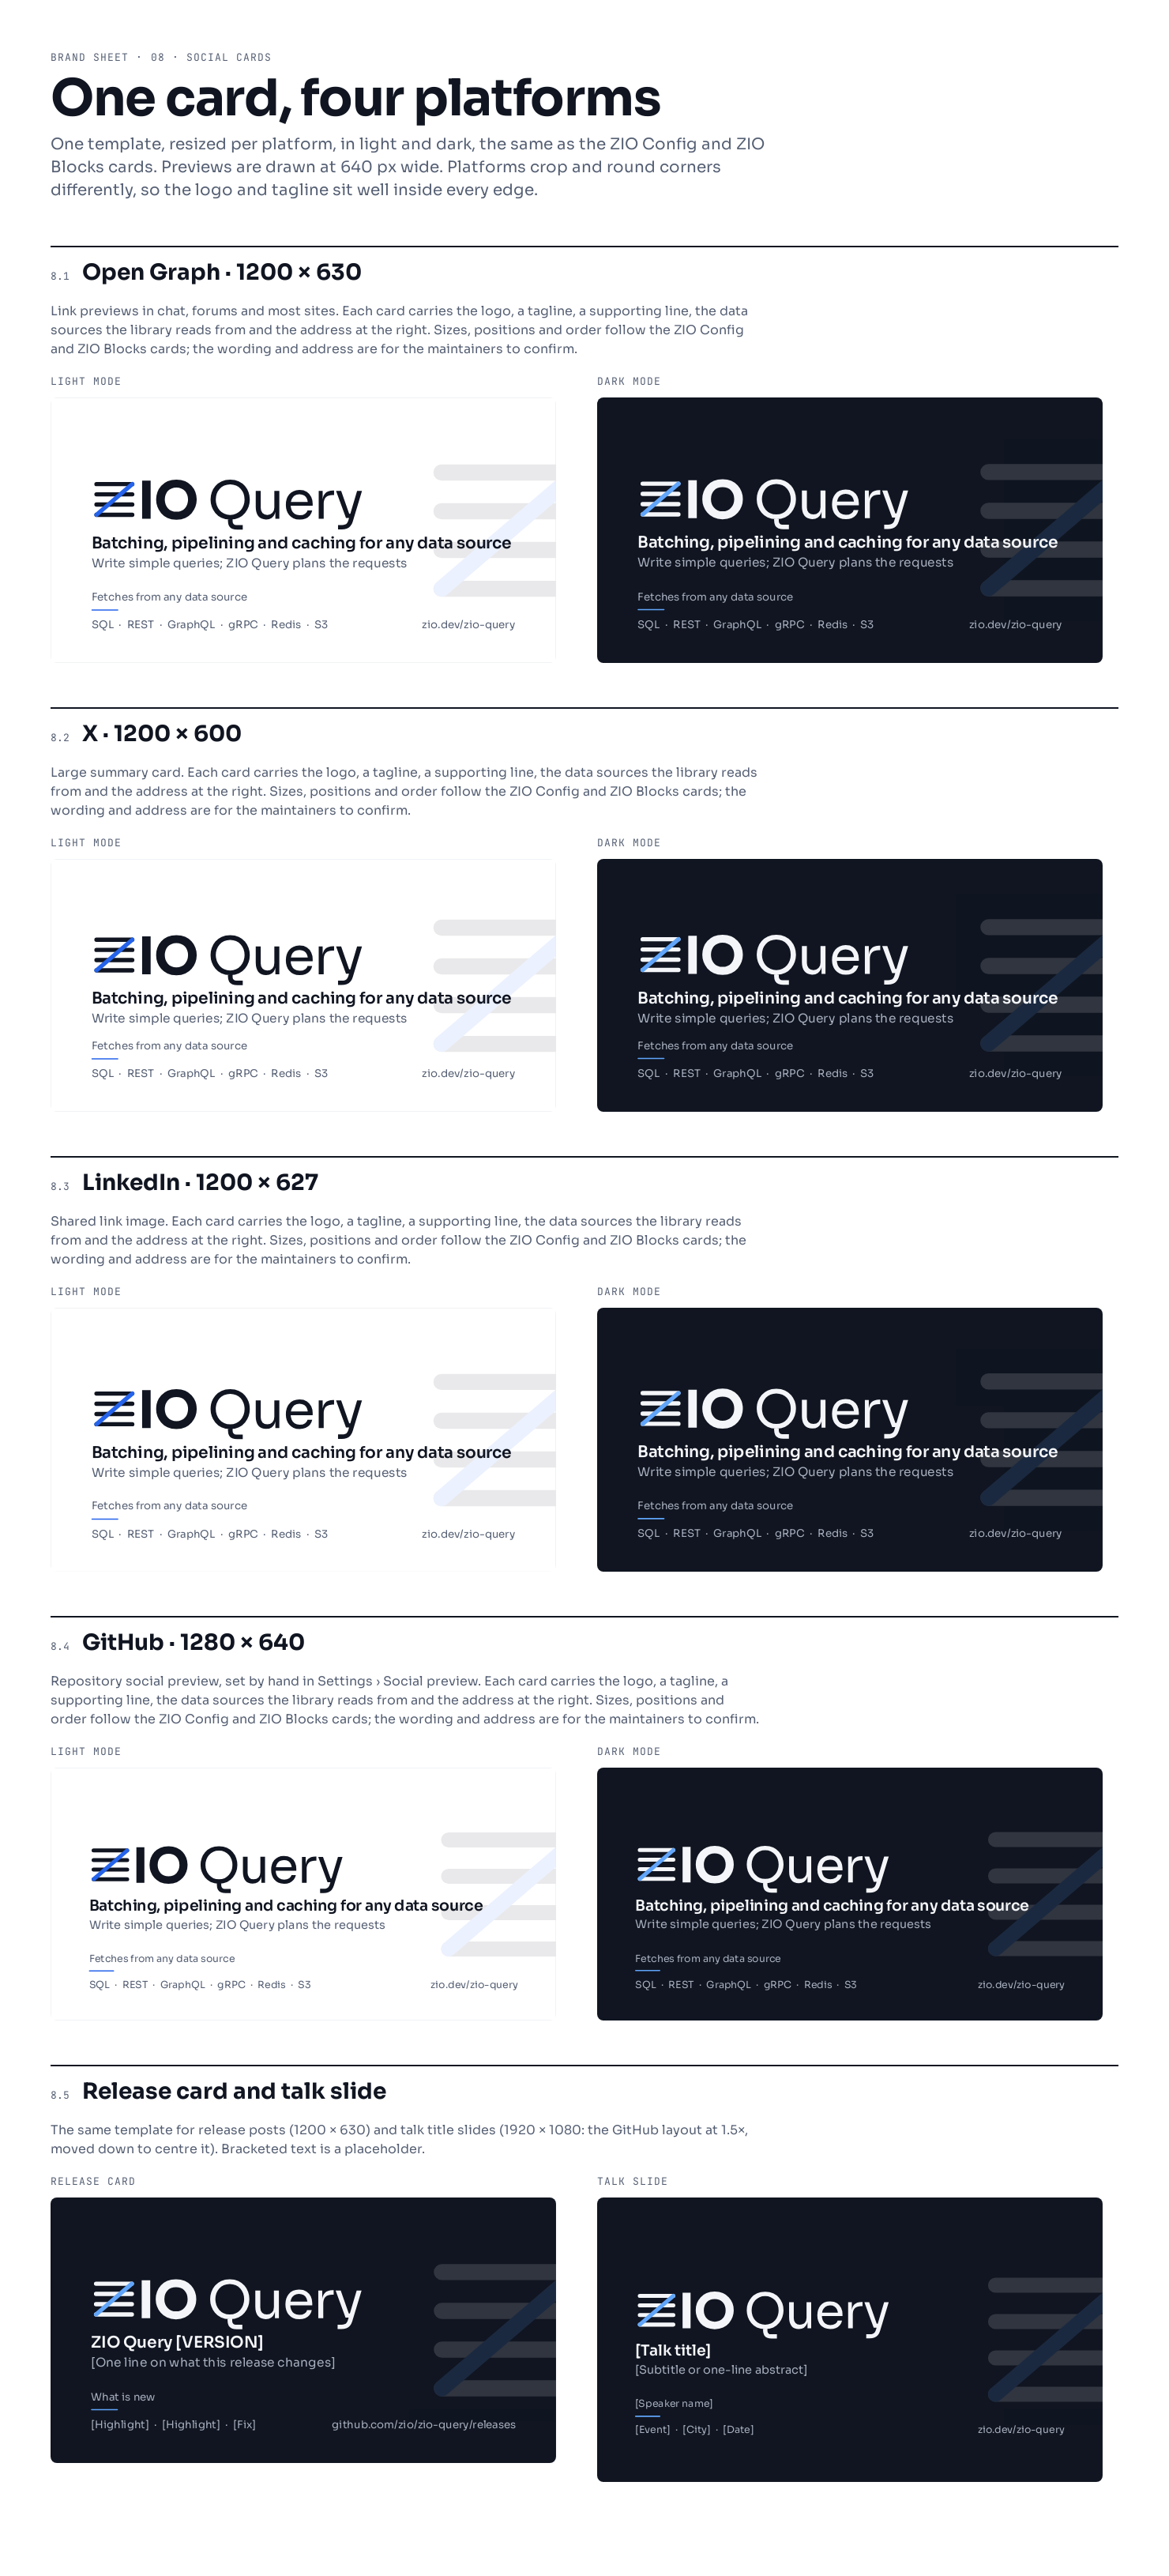 BRAND SHEET · 08 · SOCIAL CARDS
One card, four platforms
One template, resized per platform, in light and dark, the same as the ZIO Config and ZIO
Blocks cards. Previews are drawn at 640 px wide. Platforms crop and round corners
differently, so the logo and tagline sit well inside every edge.
8.1 Open Graph · 1200 × 630
Link previews in chat, forums and most sites. Each card carries the logo, a tagline, a supporting line, the data
sources the library reads from and the address at the right. Sizes, positions and order follow the ZIO Config
and ZIO Blocks cards; the wording and address are for the maintainers to confirm.
LIGHT MODE
ZIO Query
Batching, pipelining and caching for any data source
Write simple queries; ZIO Query plans the requests
Fetches from any data source
SQL · REST · GraphQL · gRPC · Redis · S3
zio.dev/zio-query
DARK MODE
ZIO Query
Batching, pipelining and caching for any data source
Write simple queries; ZIO Query plans the requests
Fetches from any data source
SQL · REST · GraphQL · gRPC · Redis · S3
zio.dev/zio-query
8.2 X · 1200 × 600
Large summary card. Each card carries the logo, a tagline, a supporting line, the data sources the library reads
from and the address at the right. Sizes, positions and order follow the ZIO Config and ZIO Blocks cards; the
wording and address are for the maintainers to confirm.
LIGHT MODE
ZIO Query
Batching, pipelining and caching for any data source
Write simple queries; ZIO Query plans the requests
Fetches from any data source
SQL · REST · GraphQL · gRPC · Redis · S3
zio.dev/zio-query
DARK MODE
ZIO Query
Batching, pipelining and caching for any data source
Write simple queries; ZIO Query plans the requests
Fetches from any data source
SQL · REST · GraphQL · gRPC · Redis · S3
zio.dev/zio-query
8.3 LinkedIn · 1200 × 627
Shared link image. Each card carries the logo, a tagline, a supporting line, the data sources the library reads
from and the address at the right. Sizes, positions and order follow the ZIO Config and ZIO Blocks cards; the
wording and address are for the maintainers to confirm.
LIGHT MODE
ZIO Query
Batching, pipelining and caching for any data source
Write simple queries; ZIO Query plans the requests
Fetches from any data source
SQL · REST · GraphQL · gRPC · Redis · S3
zio.dev/zio-query
DARK MODE
ZIO Query
Batching, pipelining and caching for any data source
Write simple queries; ZIO Query plans the requests
Fetches from any data source
SQL · REST · GraphQL · gRPC · Redis · S3
zio.dev/zio-query
8.4 GitHub · 1280 × 640
Repository social preview, set by hand in Settings › Social preview. Each card carries the logo, a tagline, a
supporting line, the data sources the library reads from and the address at the right. Sizes, positions and
order follow the ZIO Config and ZIO Blocks cards; the wording and address are for the maintainers to confirm.
LIGHT MODE
ZIO Query
Batching, pipelining and caching for any data source
Write simple queries; ZIO Query plans the requests
Fetches from any data source
SQL · REST · GraphQL · gRPC · Redis · S3
zio.dev/zio-query
DARK MODE
ZIO Query
Batching, pipelining and caching for any data source
Write simple queries; ZIO Query plans the requests
Fetches from any data source
SQL · REST · GraphQL · gRPC · Redis · S3
zio.dev/zio-query
8.5 Release card and talk slide
The same template for release posts (1200 × 630) and talk title slides (1920 × 1080: the GitHub layout at 1.5×,
moved down to centre it). Bracketed text is a placeholder.
RELEASE CARD
ZIO Query
ZIO Query [VERSION]
[One line on what this release changes]
What is new
[Highlight] · [Highlight] · [Fix]
github.com/zio/zio-query/releases
TALK SLIDE
ZIO Query
[Talk title]
[Subtitle or one-line abstract]
[Speaker name]
[Event] · [City] · [Date]
zio.dev/zio-query